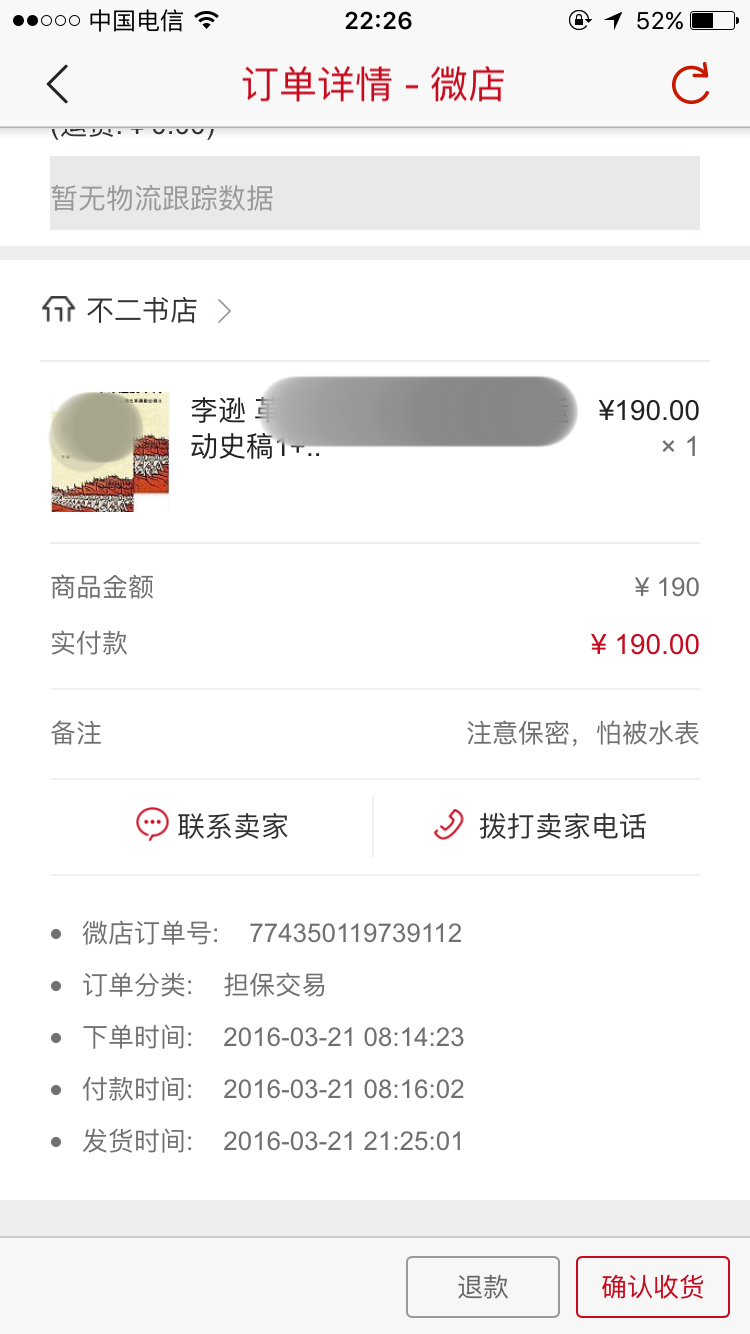 中国电信
22:26
52%
订单详情 - 微店
(运费: ¥ 0.00)
暂无物流跟踪数据
不二书店
李逊 革
¥190.00
动史稿1+..
× 1
商品金额
¥ 190
实付款
¥ 190.00
备注
注意保密，怕被水表
联系卖家
拨打卖家电话
微店订单号: 774350119739112
订单分类: 担保交易
下单时间: 2016-03-21 08:14:23
付款时间: 2016-03-21 08:16:02
发货时间: 2016-03-21 21:25:01
退款
确认收货